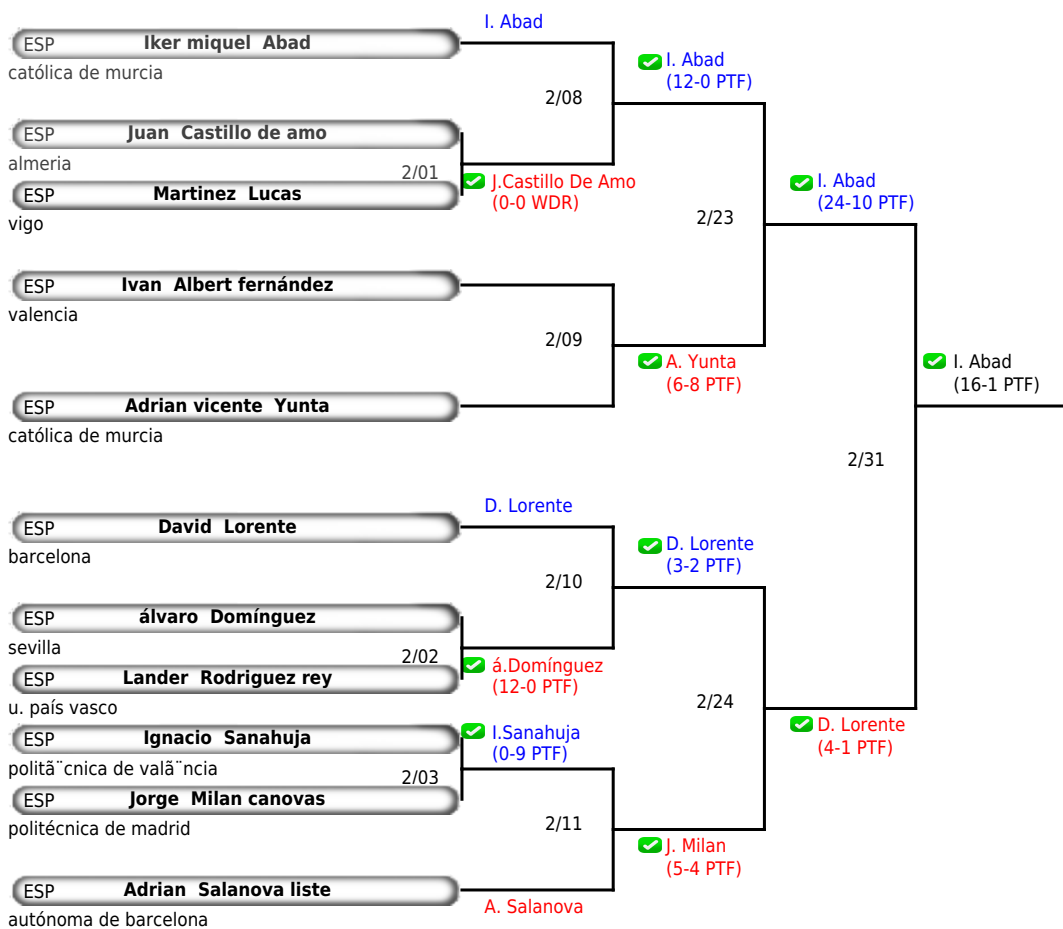 I. Abad
ESP Iker miquel Abad
católica de murcia
I. Abad
(12-0 PTF)
2/08
ESP Juan Castillo de amo
almeria
2/01
J.Castillo De Amo
(0-0 WDR)
ESP Martinez Lucas
vigo
I. Abad
(24-10 PTF)
2/23
ESP Ivan Albert fernández
valencia
2/09
A. Yunta
(6-8 PTF)
I. Abad
(16-1 PTF)
ESP Adrian vicente Yunta
católica de murcia
2/31
D. Lorente
ESP David Lorente
barcelona
D. Lorente
(3-2 PTF)
2/10
ESP álvaro Domínguez
sevilla
2/02
á.Domínguez
(12-0 PTF)
ESP Lander Rodriguez rey
u. país vasco
2/24
D. Lorente
(4-1 PTF)
ESP Ignacio Sanahuja
politã¨cnica de valã¨ncia
I.Sanahuja
(0-9 PTF)
2/03
ESP Jorge Milan canovas
politécnica de madrid
2/11
J. Milan
(5-4 PTF)
ESP Adrian Salanova liste
autónoma de barcelona
A. Salanova